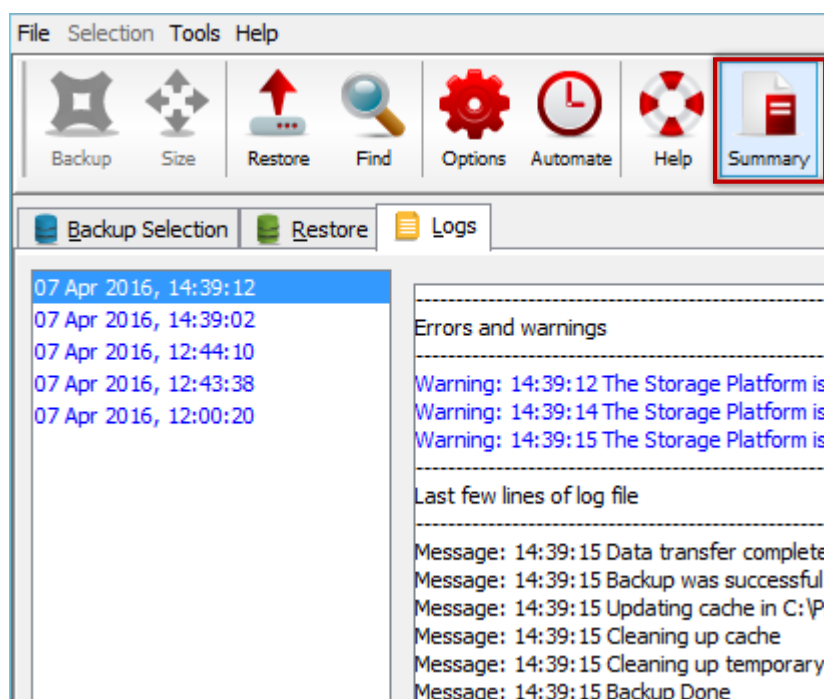 File Selection Tools Help
Backup Size Restore Find Options Automate Help Summary
Backup Selection Restore Logs
07 Apr 2016, 14:39:12
07 Apr 2016, 14:39:02
07 Apr 2016, 12:44:10
07 Apr 2016, 12:43:38
07 Apr 2016, 12:00:20
Errors and warnings
Warning: 14:39:12 The Storage Platform is
Warning: 14:39:14 The Storage Platform is
Warning: 14:39:15 The Storage Platform is
Last few lines of log file
Message: 14:39:15 Data transfer complete
Message: 14:39:15 Backup was successful
Message: 14:39:15 Updating cache in C:\P
Message: 14:39:15 Cleaning up cache
Message: 14:39:15 Cleaning up temporary
Message: 14:39:15 Backup Done